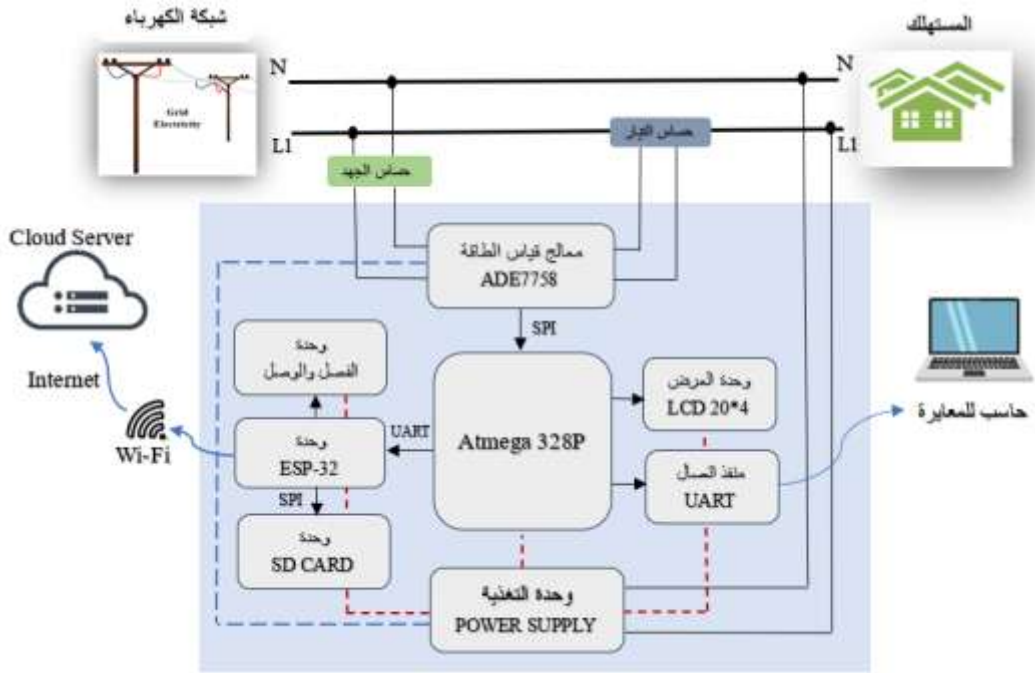 شبكة الكهرباء
المستهلك
N
N
Grid
Electricity
حساس التيار
L1
L1
حساس الجهد
Cloud Server
معالج قياس الطاقة
ADE7758
SPI
وحدة
الفصل والوصل
وحدة العرض
LCD 20*4
Internet
حاسب للمعايرة
UART
Atmega 328P
وحدة
ESP-32
Wi-Fi
منفذ اتصال
UART
SPI
وحدة
SD CARD
وحدة التغذية
POWER SUPPLY